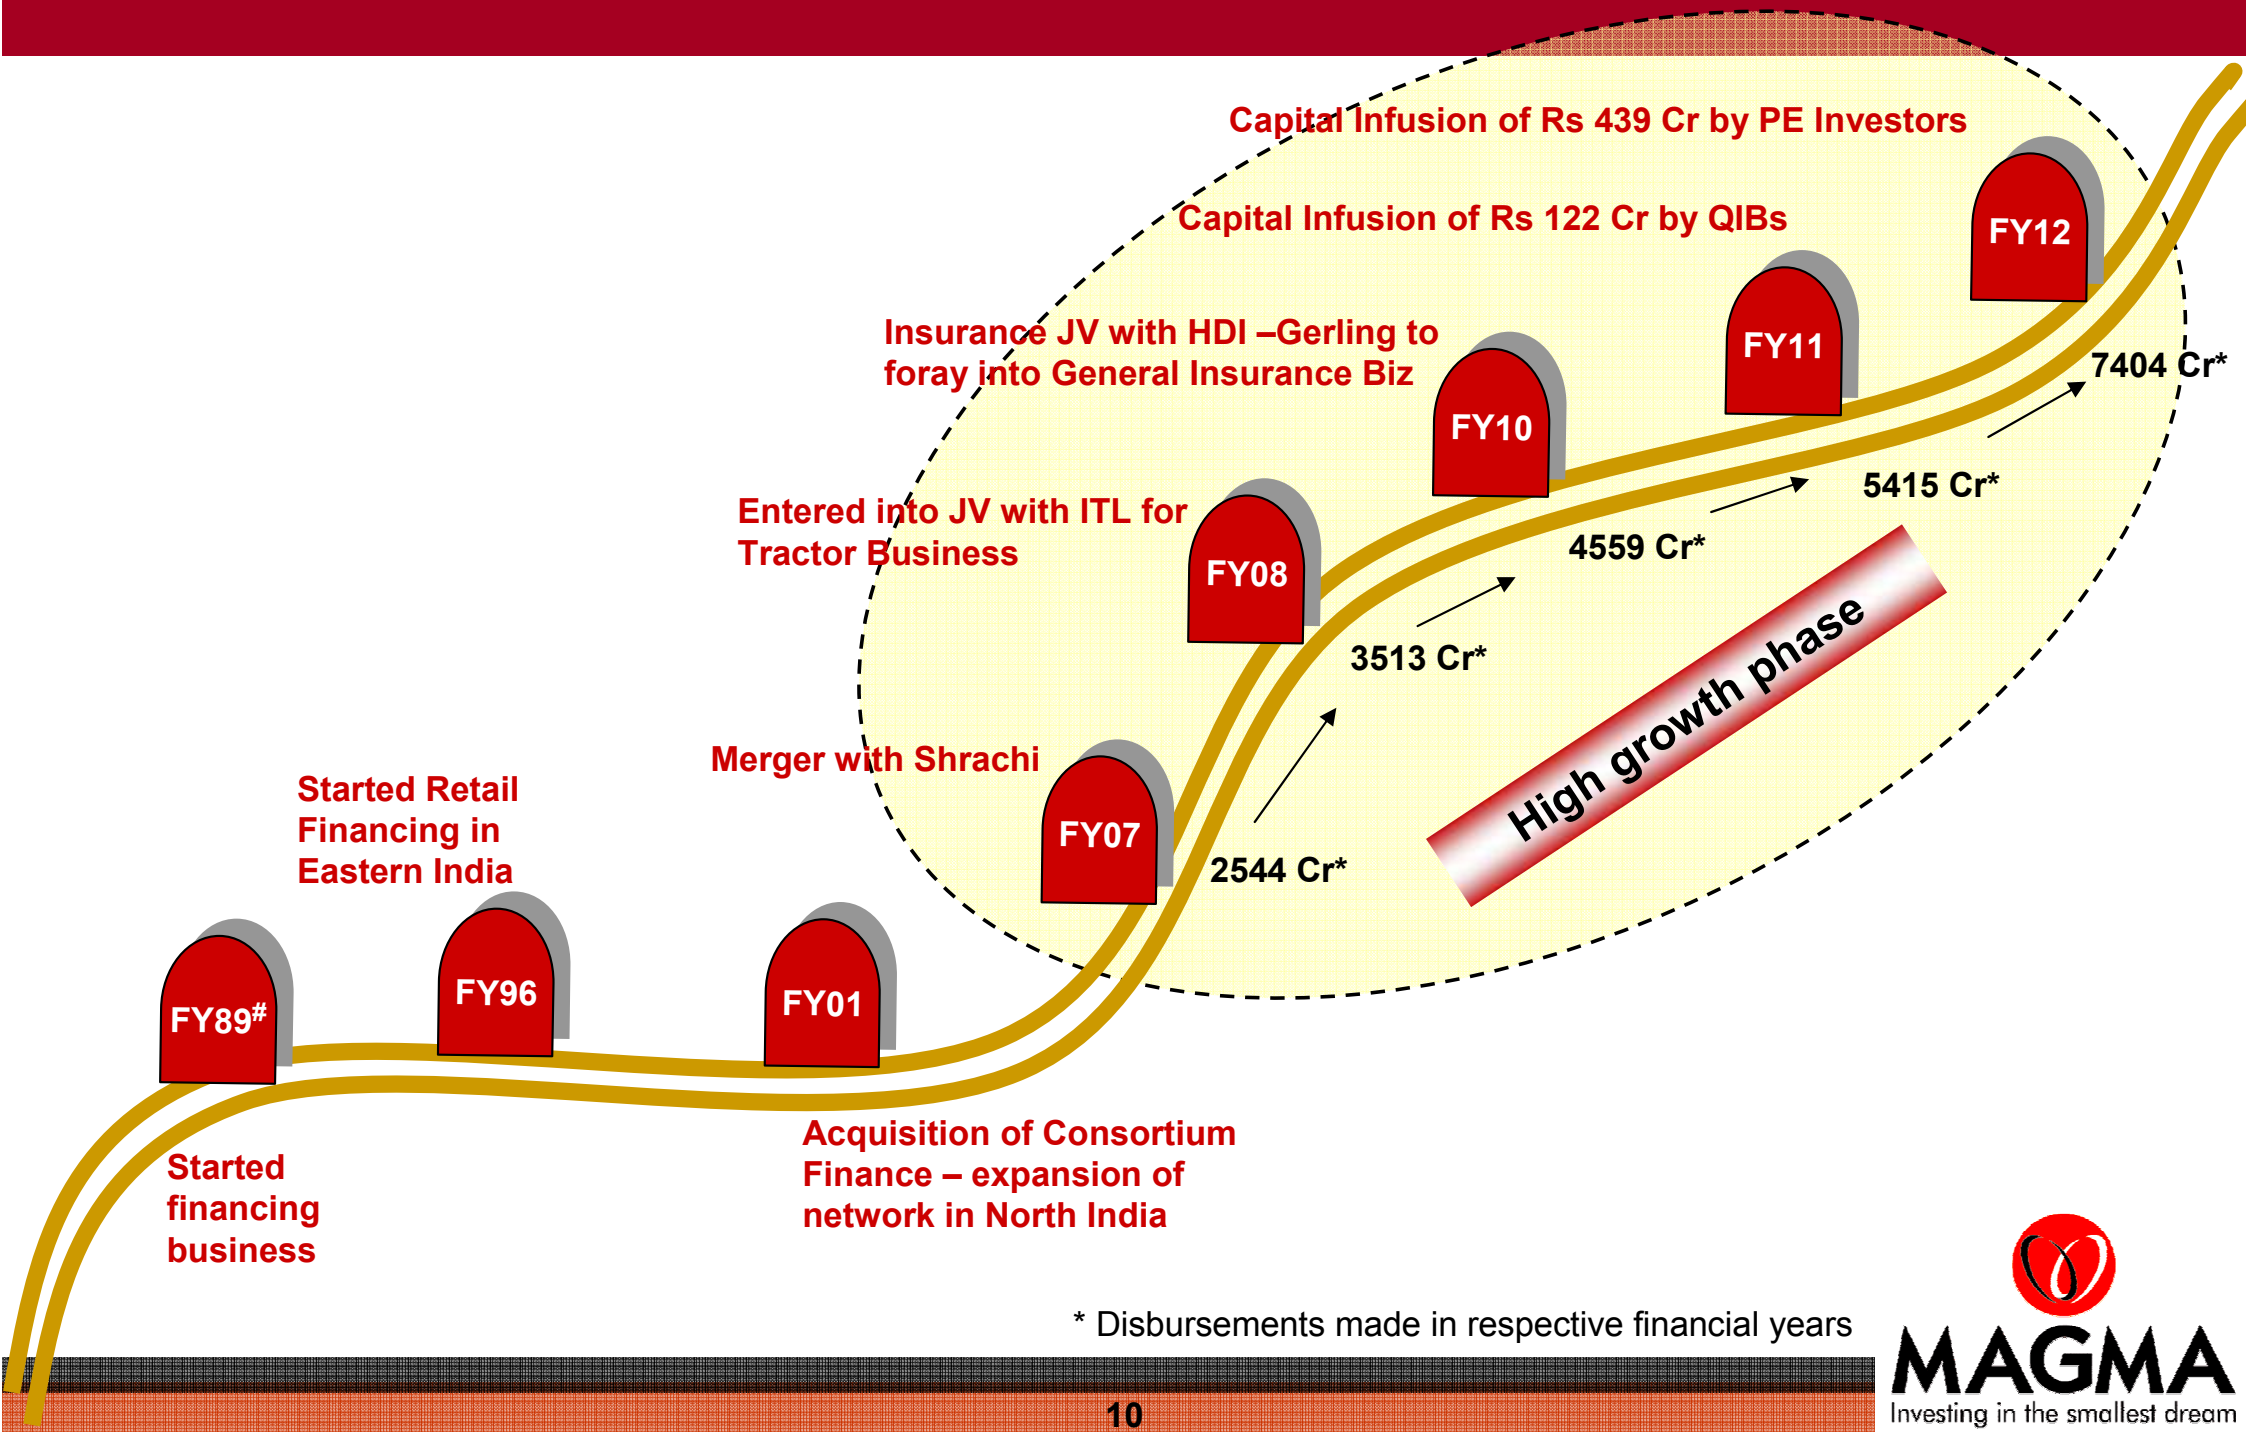 Capital Infusion of Rs 439 Cr by PE Investors
Capital Infusion of Rs 122 Cr by QIBs
FY12
Insurance JV with HDI –Gerling to
foray into General Insurance Biz
FY11
7404 Cr*
FY10
5415 Cr*
Entered into JV with ITL for
Tractor Business
FY08
4559 Cr*
3513 Cr*
High growth phase
Merger with Shrachi
FY07
2544 Cr*
Started Retail
Financing in
Eastern India
FY89#
FY96
FY01
Started
financing
business
Acquisition of Consortium
Finance – expansion of
network in North India
* Disbursements made in respective financial years
10
MAGMA
Investing in the smallest dream